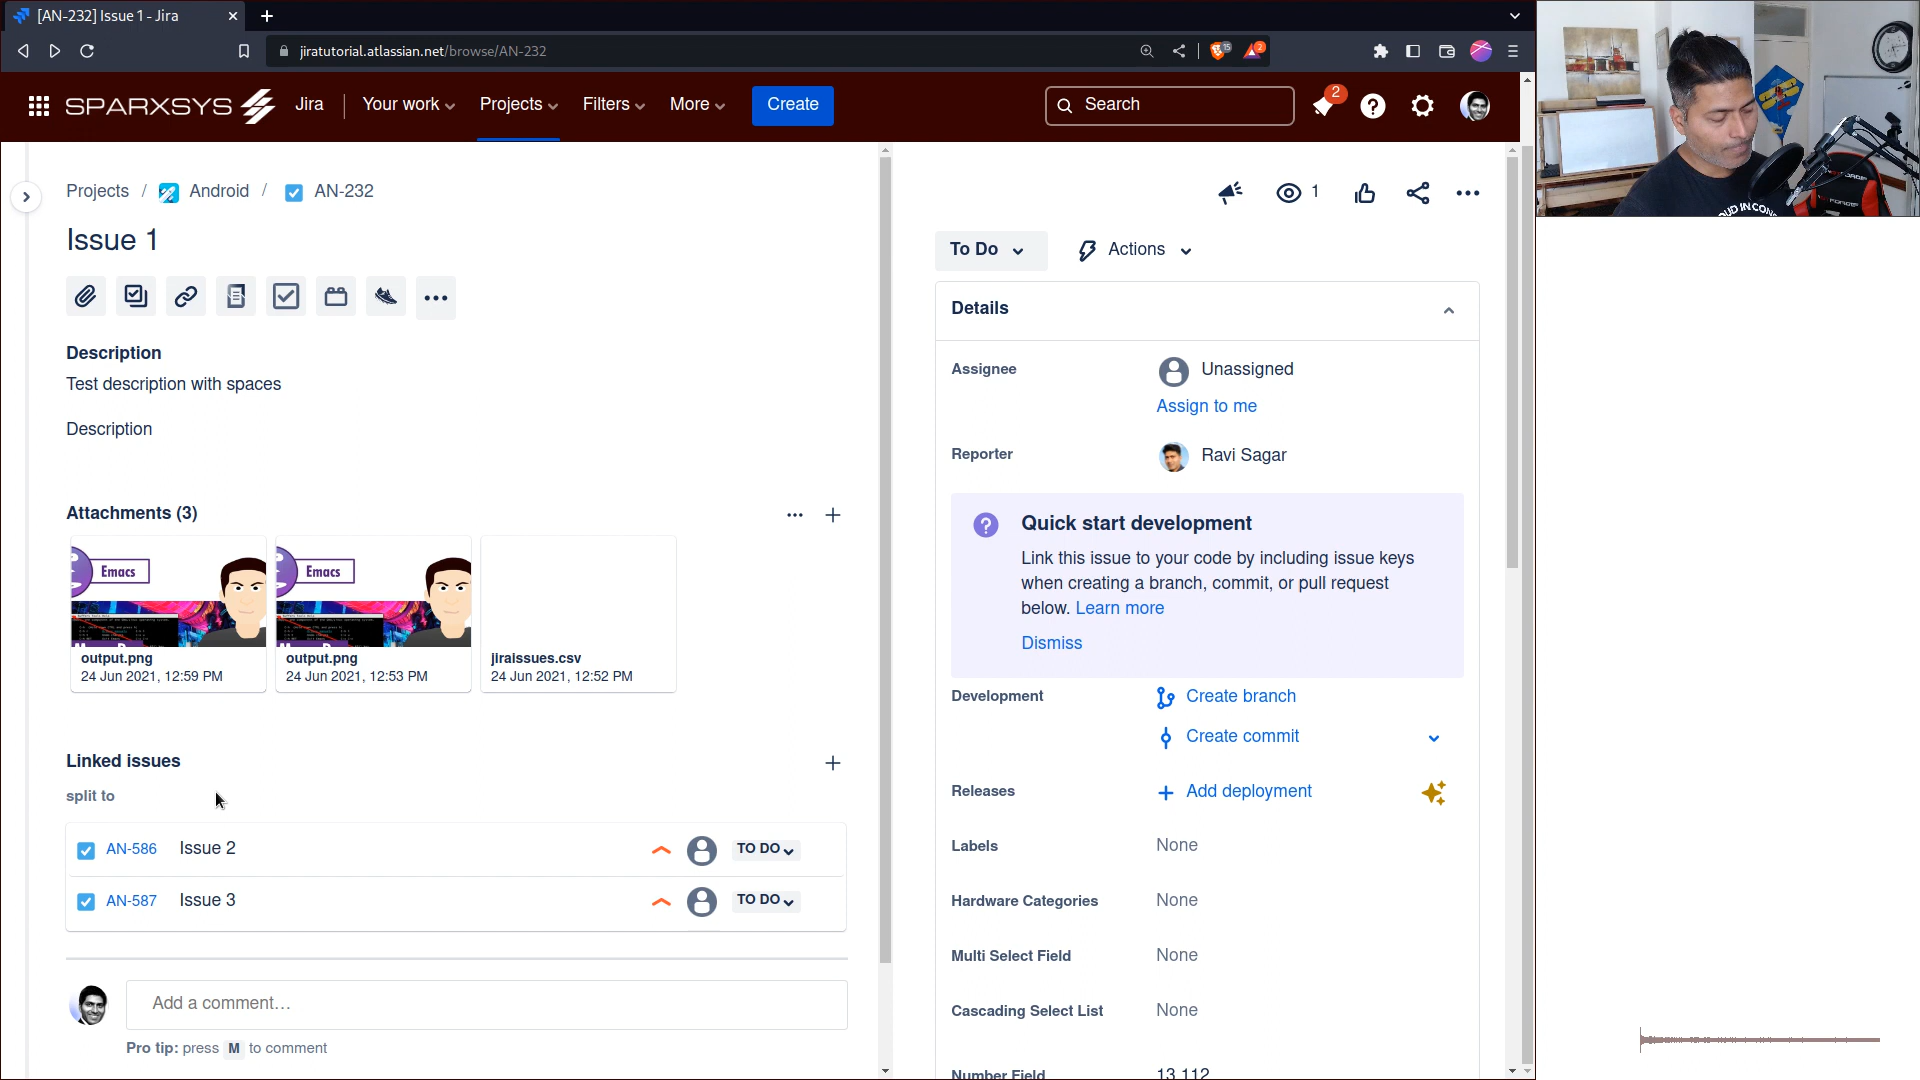 [AN-232] Issue 1 - Jira
jiratutorial.atlassian.net/browse/AN-232
15
2
SPARXSYS
Jira
Your work
Projects
Filters
More
Create
Search
2
Projects / Android / AN-232
1
Issue 1
To Do
Actions
Description
Test description with spaces
Description
Attachments (3)
Emacs
output.png
24 Jun 2021, 12:59 PM
Emacs
output.png
24 Jun 2021, 12:53 PM
jiraissues.csv
24 Jun 2021, 12:52 PM
Linked issues
split to
AN-586 Issue 2 TO DO
AN-587 Issue 3 TO DO
Add a comment…
Pro tip: press M to comment
Details
Assignee
Unassigned
Assign to me
Reporter
Ravi Sagar
Quick start development
Link this issue to your code by including issue keys
when creating a branch, commit, or pull request
below. Learn more
Dismiss
Development
Create branch
Create commit
Releases
Add deployment
Labels
None
Hardware Categories
None
Multi Select Field
None
Cascading Select List
None
Number Field
13,112